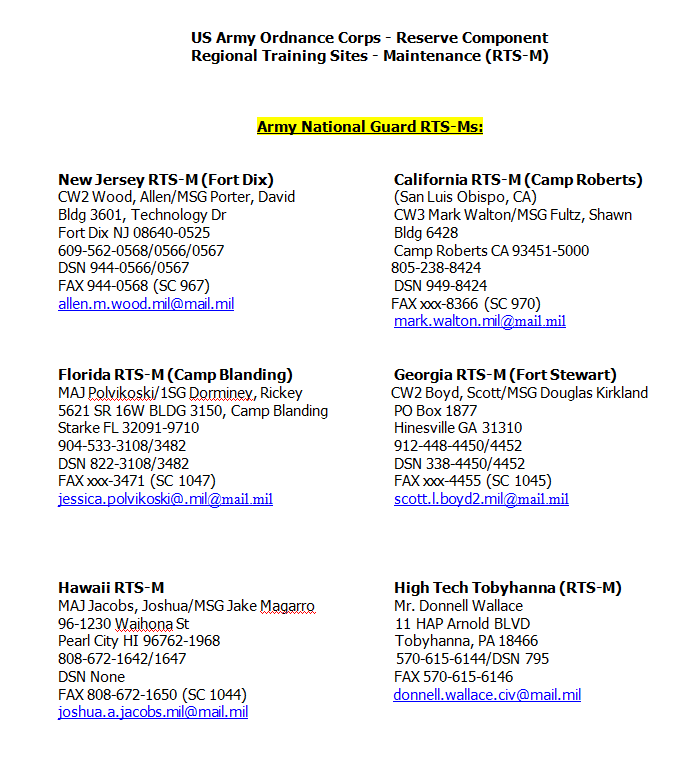 US Army Ordnance Corps - Reserve Component
Regional Training Sites - Maintenance (RTS-M)
Army National Guard RTS-Ms:
New Jersey RTS-M (Fort Dix)
CW2 Wood, Allen/MSG Porter, David
Bldg 3601, Technology Dr
Fort Dix NJ 08640-0525
609-562-0568/0566/0567
DSN 944-0566/0567
FAX 944-0568 (SC 967)
allen.m.wood.mil@mail.mil
California RTS-M (Camp Roberts)
(San Luis Obispo, CA)
CW3 Mark Walton/MSG Fultz, Shawn
Bldg 6428
Camp Roberts CA 93451-5000
805-238-8424
DSN 949-8424
FAX xxx-8366 (SC 970)
mark.walton.mil@mail.mil
Florida RTS-M (Camp Blanding)
MAJ Polvikoski/1SG Dorminey, Rickey
5621 SR 16W BLDG 3150, Camp Blanding
Starke FL 32091-9710
904-533-3108/3482
DSN 822-3108/3482
FAX xxx-3471 (SC 1047)
jessica.polvikoski@.mil@mail.mil
Georgia RTS-M (Fort Stewart)
CW2 Boyd, Scott/MSG Douglas Kirkland
PO Box 1877
Hinesville GA 31310
912-448-4450/4452
DSN 338-4450/4452
FAX xxx-4455 (SC 1045)
scott.l.boyd2.mil@mail.mil
Hawaii RTS-M
MAJ Jacobs, Joshua/MSG Jake Magarro
96-1230 Waihona St
Pearl City HI 96762-1968
808-672-1642/1647
DSN None
FAX 808-672-1650 (SC 1044)
joshua.a.jacobs.mil@mail.mil
High Tech Tobyhanna (RTS-M)
Mr. Donnell Wallace
11 HAP Arnold BLVD
Tobyhanna, PA 18466
570-615-6144/DSN 795
FAX 570-615-6146
donnell.wallace.civ@mail.mil